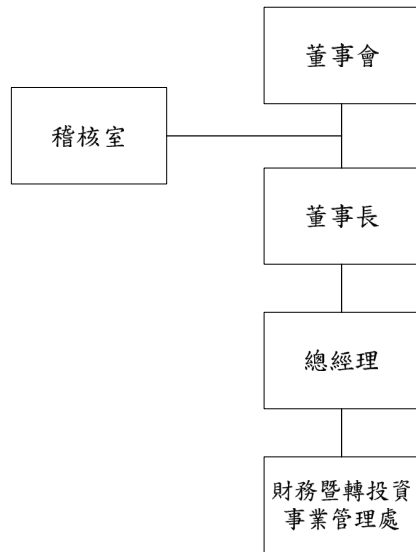 董事會
稽核室
董事長
總經理
財務暨轉投資
事業管理處